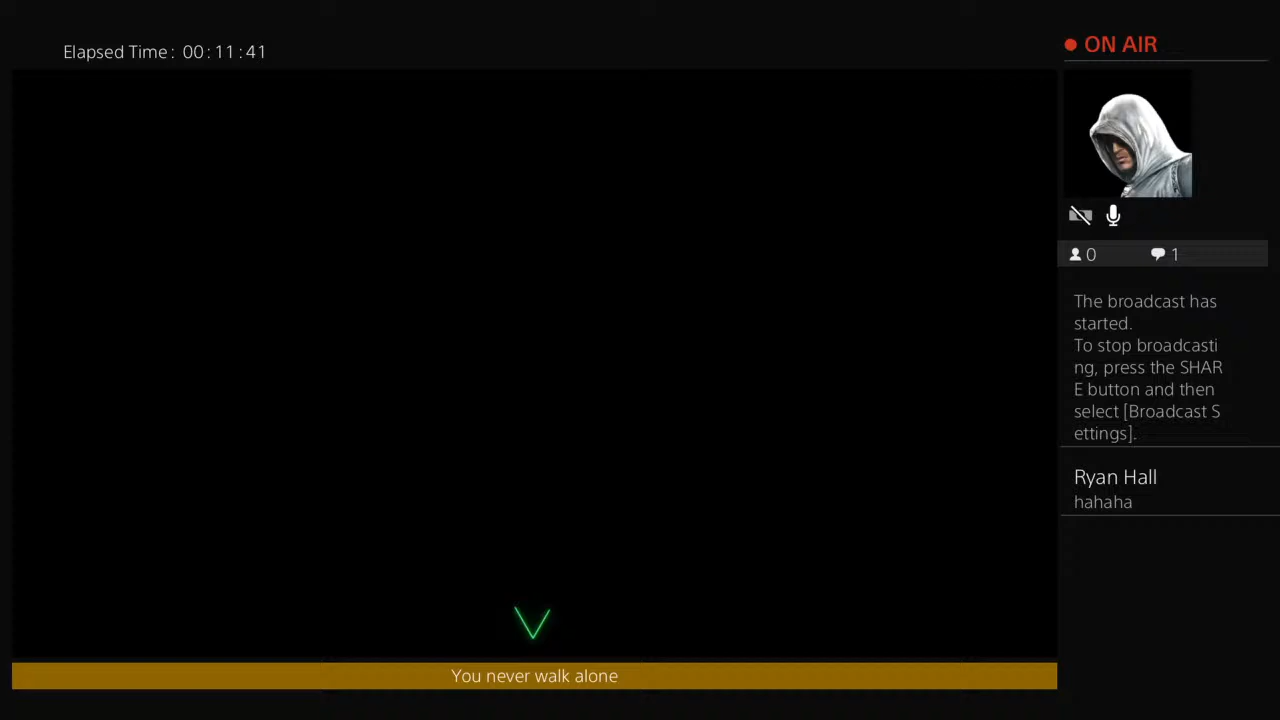 Elapsed Time: 00:11:41
ON AIR
0 1
The broadcast has
started.
To stop broadcasti
ng, press the SHAR
E button and then
select [Broadcast S
ettings].
Ryan Hall
hahaha
You never walk alone